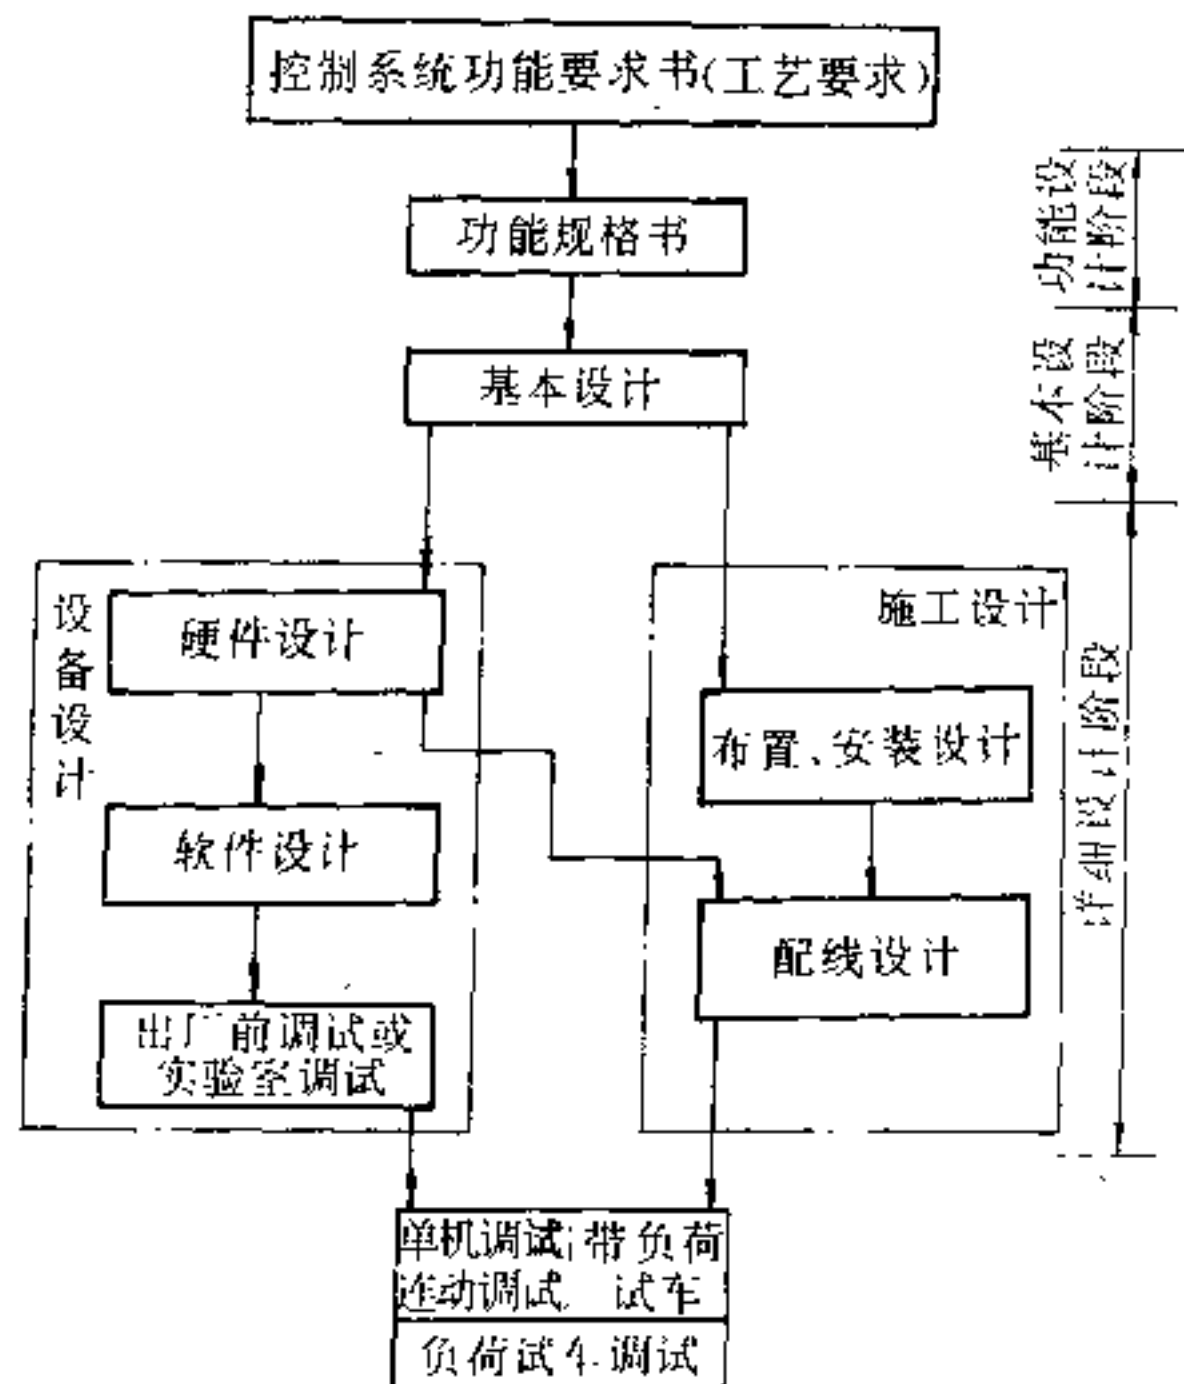 控制系统功能要求书(工艺要求)
功能规格书
基本设计
功能设
计阶段
基本设
计阶段
设备设计
硬件设计
软件设计
出厂前调试或
实验室调试
施工设计
布置、安装设计
配线设计
详细设计阶段
单机调试;带负荷
连动调试, 试车
负荷试车调试